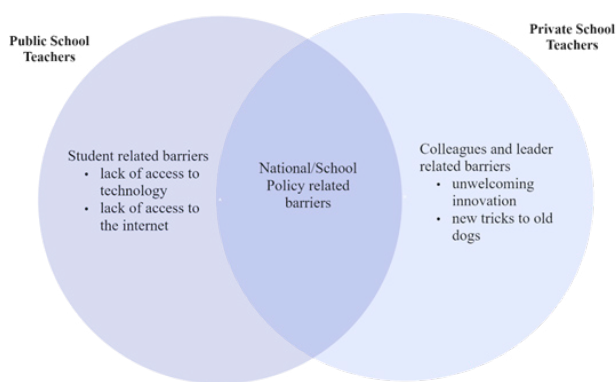 Public School
Teachers
Private School
Teachers
Student related barriers
• lack of access to
technology
• lack of access to
the internet
National/School
Policy related
barriers
Colleagues and leader
related barriers
• unwelcoming
innovation
• new tricks to old
dogs